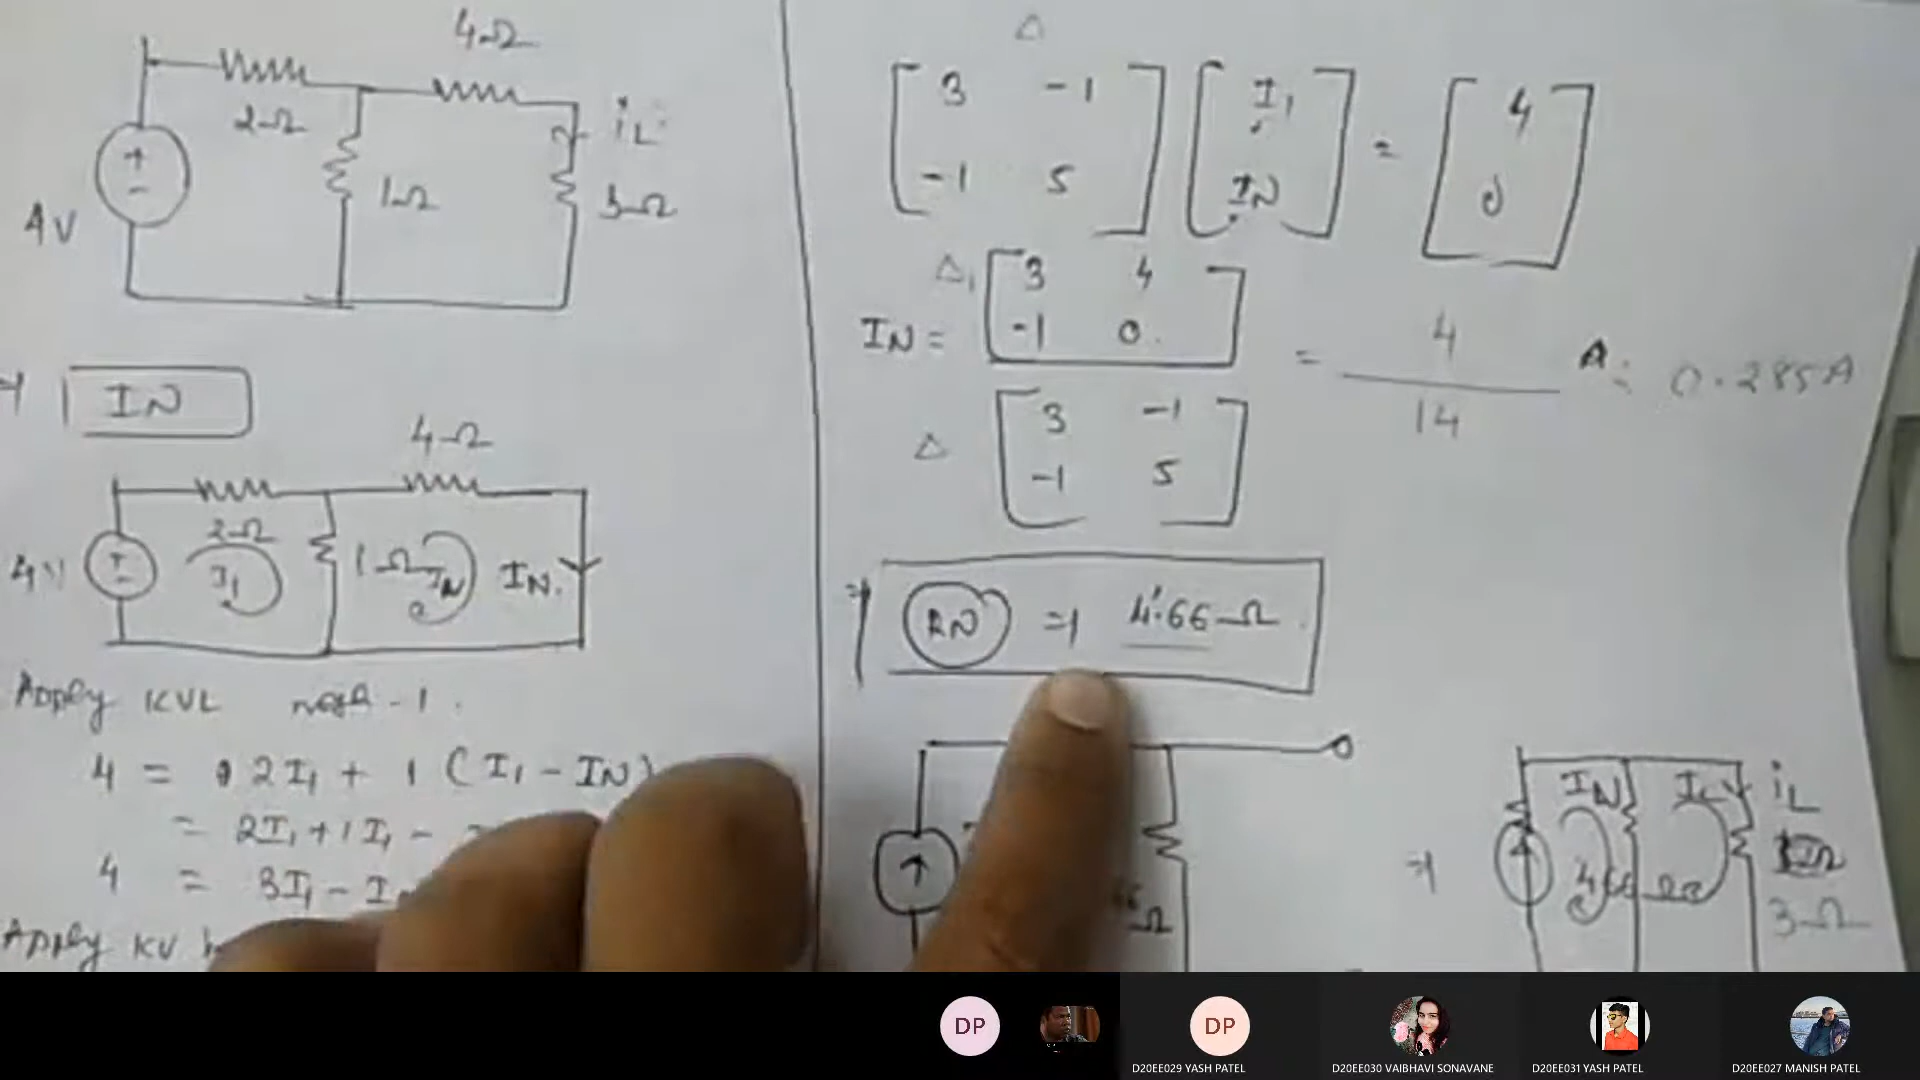 4Ω
2Ω
iL
1Ω
3Ω
4V
+
-
IN
4Ω
2Ω
4V
+
-
I1
1Ω
IN
IN.
Apply KVL mesh - 1.
4 = 2I1 + 1 (I1 - IN)
= 2I1 + 1I1 -
4 = 3I1 - I
Apply KV
Δ
3 -1
-1 5
I1
IN
=
4
0
Δ1
3 4
-1 0
IN =
= 4
14
A
0.285A
Δ
3 -1
-1 5
⇒ RN ⇒ 4.66Ω
Ω
⇒
IN
IL
iL
3Ω
DP
DP
D20EE029 YASH PATEL
D20EE030 VAIBHAVI SONAVANE
D20EE031 YASH PATEL
D20EE027 MANISH PATEL